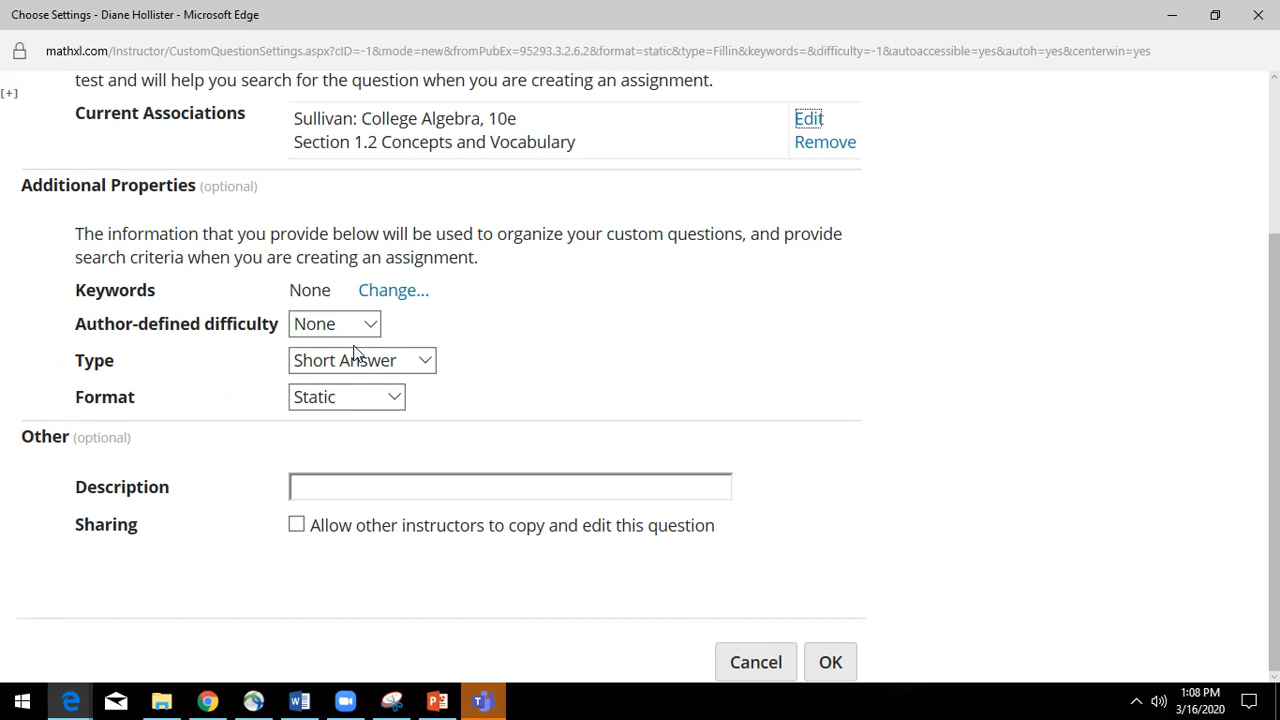 Choose Settings - Diane Hollister - Microsoft Edge
mathxl.com/Instructor/CustomQuestionSettings.aspx?cID=-1&mode=new&fromPubEx=95293.3.2.6.2&format=static&type=Fillin&keywords=&difficulty=-1&autoaccessible=yes&autoh=yes&centerwin=yes
test and will help you search for the question when you are creating an assignment.
[+]
Current Associations Sullivan: College Algebra, 10e Edit
Section 1.2 Concepts and Vocabulary Remove
Additional Properties (optional)
The information that you provide below will be used to organize your custom questions, and provide
search criteria when you are creating an assignment.
Keywords None Change...
Author-defined difficulty None
Type Short Answer
Format Static
Other (optional)
Description
Sharing Allow other instructors to copy and edit this question
Cancel OK
1:08 PM
3/16/2020